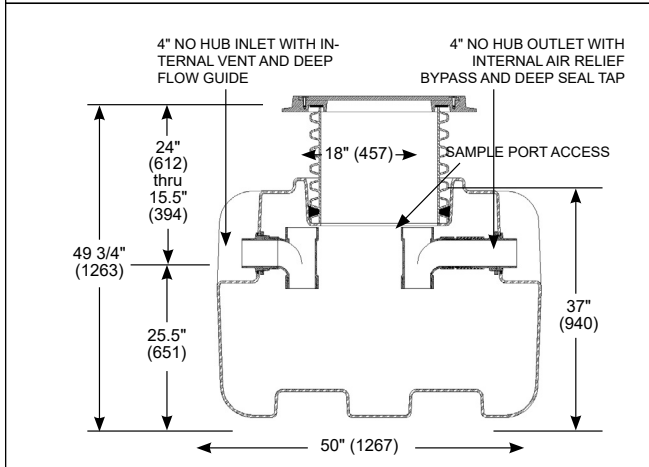 4" NO HUB INLET WITH IN-
TERNAL VENT AND DEEP
FLOW GUIDE
4" NO HUB OUTLET WITH
INTERNAL AIR RELIEF
BYPASS AND DEEP SEAL TAP
24"
(612)
thru
15.5"
(394)
18" (457)
SAMPLE PORT ACCESS
49 3/4"
(1263)
25.5"
(651)
37"
(940)
50" (1267)